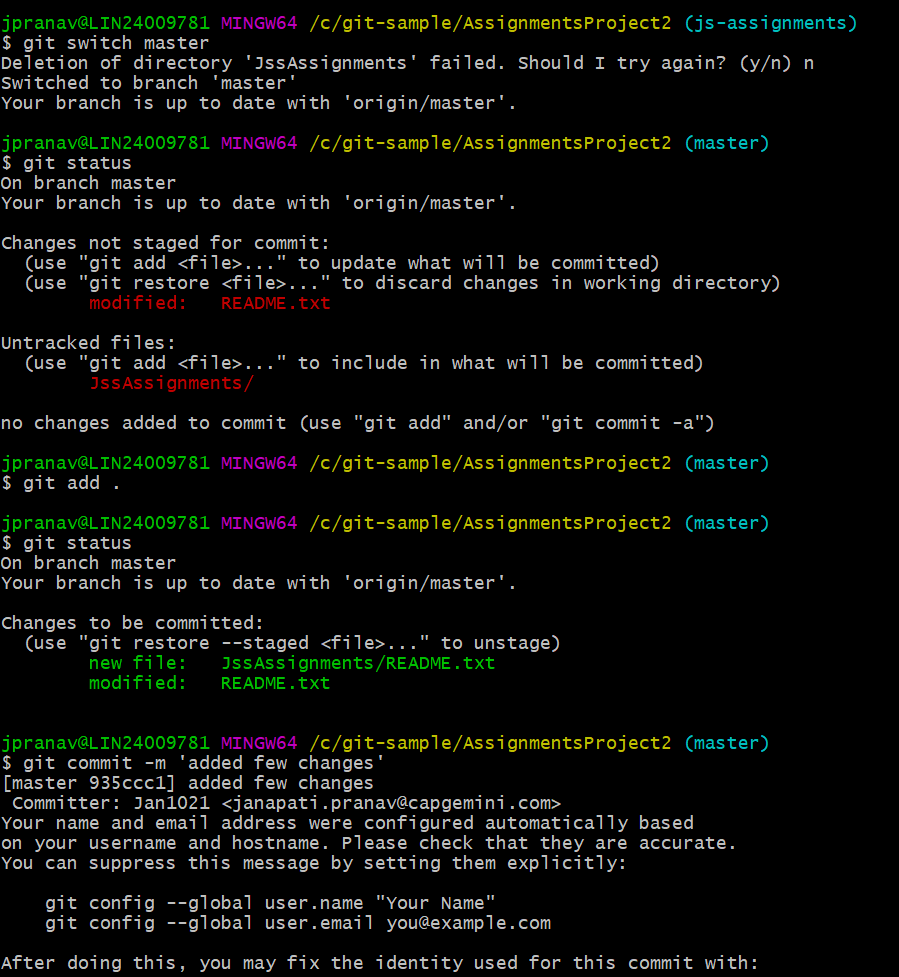 jpranav@LIN24009781 MINGW64 /c/git-sample/AssignmentsProject2 (js-assignments)
$ git switch master
Deletion of directory 'JssAssignments' failed. Should I try again? (y/n) n
Switched to branch 'master'
Your branch is up to date with 'origin/master'.
jpranav@LIN24009781 MINGW64 /c/git-sample/AssignmentsProject2 (master)
$ git status
On branch master
Your branch is up to date with 'origin/master'.
Changes not staged for commit:
(use "git add <file>..." to update what will be committed)
(use "git restore <file>..." to discard changes in working directory)
modified: README.txt
Untracked files:
(use "git add <file>..." to include in what will be committed)
JssAssignments/
no changes added to commit (use "git add" and/or "git commit -a")
jpranav@LIN24009781 MINGW64 /c/git-sample/AssignmentsProject2 (master)
$ git add .
jpranav@LIN24009781 MINGW64 /c/git-sample/AssignmentsProject2 (master)
$ git status
On branch master
Your branch is up to date with 'origin/master'.
Changes to be committed:
(use "git restore --staged <file>..." to unstage)
new file: JssAssignments/README.txt
modified: README.txt
jpranav@LIN24009781 MINGW64 /c/git-sample/AssignmentsProject2 (master)
$ git commit -m 'added few changes'
[master 935ccc1] added few changes
Committer: Jan1021 <janapati.pranav@capgemini.com>
Your name and email address were configured automatically based
on your username and hostname. Please check that they are accurate.
You can suppress this message by setting them explicitly:
git config --global user.name "Your Name"
git config --global user.email you@example.com
After doing this, you may fix the identity used for this commit with: